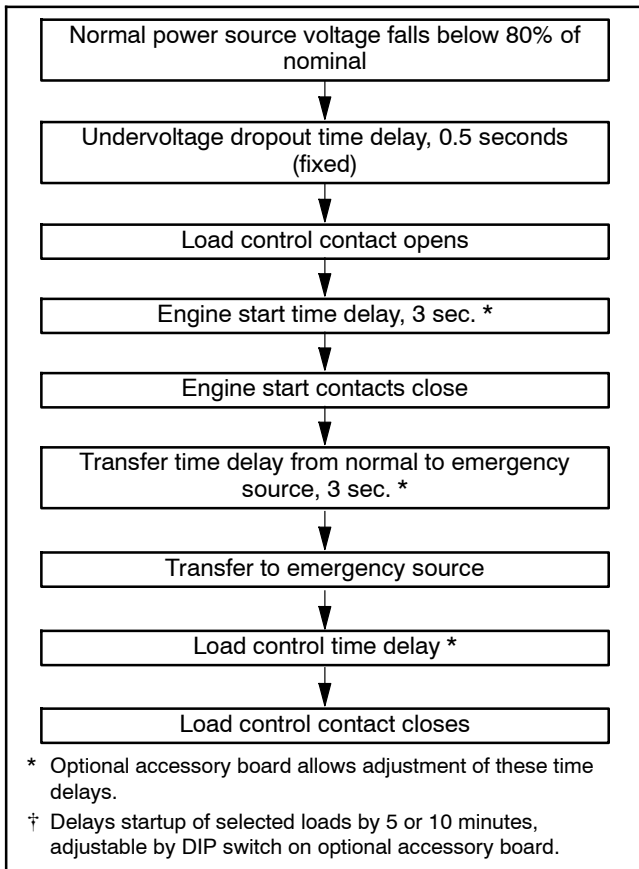 Normal power source voltage falls below 80% of
nominal
Undervoltage dropout time delay, 0.5 seconds
(fixed)
Load control contact opens
Engine start time delay, 3 sec. *
Engine start contacts close
Transfer time delay from normal to emergency
source, 3 sec. *
Transfer to emergency source
Load control time delay *
Load control contact closes
* Optional accessory board allows adjustment of these time
delays.
† Delays startup of selected loads by 5 or 10 minutes,
adjustable by DIP switch on optional accessory board.